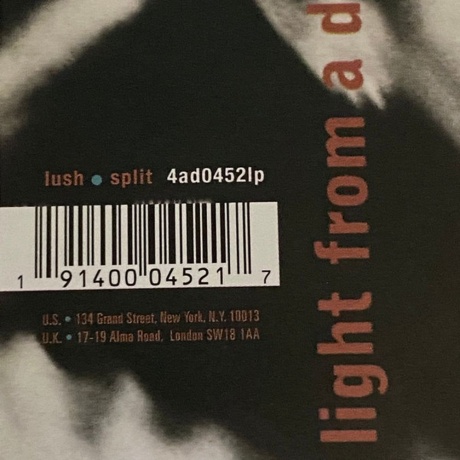 lush • split 4ad0452lp
1 91400 04521 7
U.S. • 134 Grand Street, New York, N.Y. 10013
U.K. • 17-19 Alma Road, London SW18 1AA
light from a d